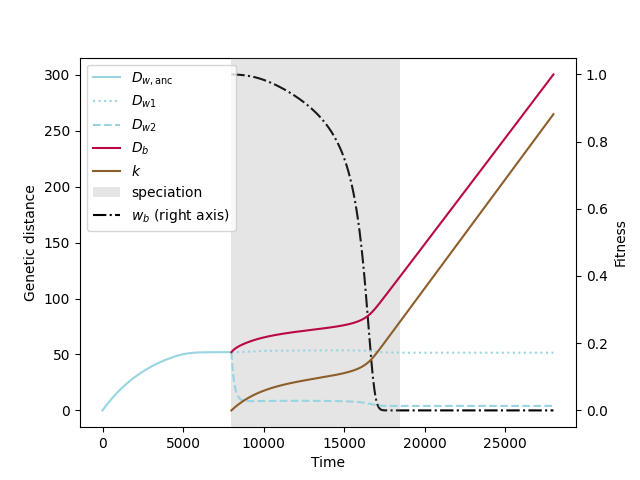 300
250
200
150
100
50
0
Genetic distance
D_{w, anc}
D_{w1}
D_{w2}
D_b
k
speciation
w_b (right axis)
1.0
0.8
0.6
0.4
0.2
0.0
Fitness
0 5000 10000 15000 20000 25000
Time